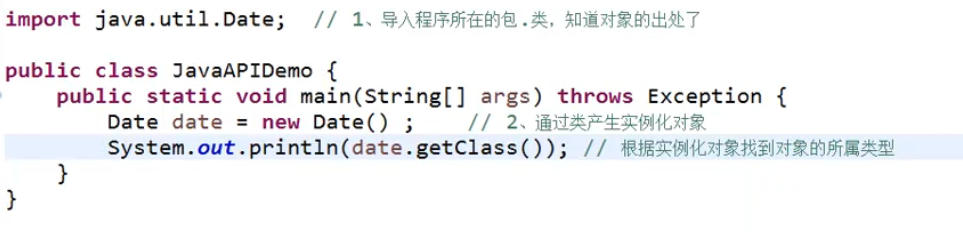 import java.util.Date;  // 1、导入程序所在的包.类，知道对象的出处了
public class JavaAPIDemo {
public static void main(String[] args) throws Exception {
Date date = new Date() ;    // 2、通过类产生实例化对象
System.out.println(date.getClass()); // 根据实例化对象找到对象的所属类型
}
}